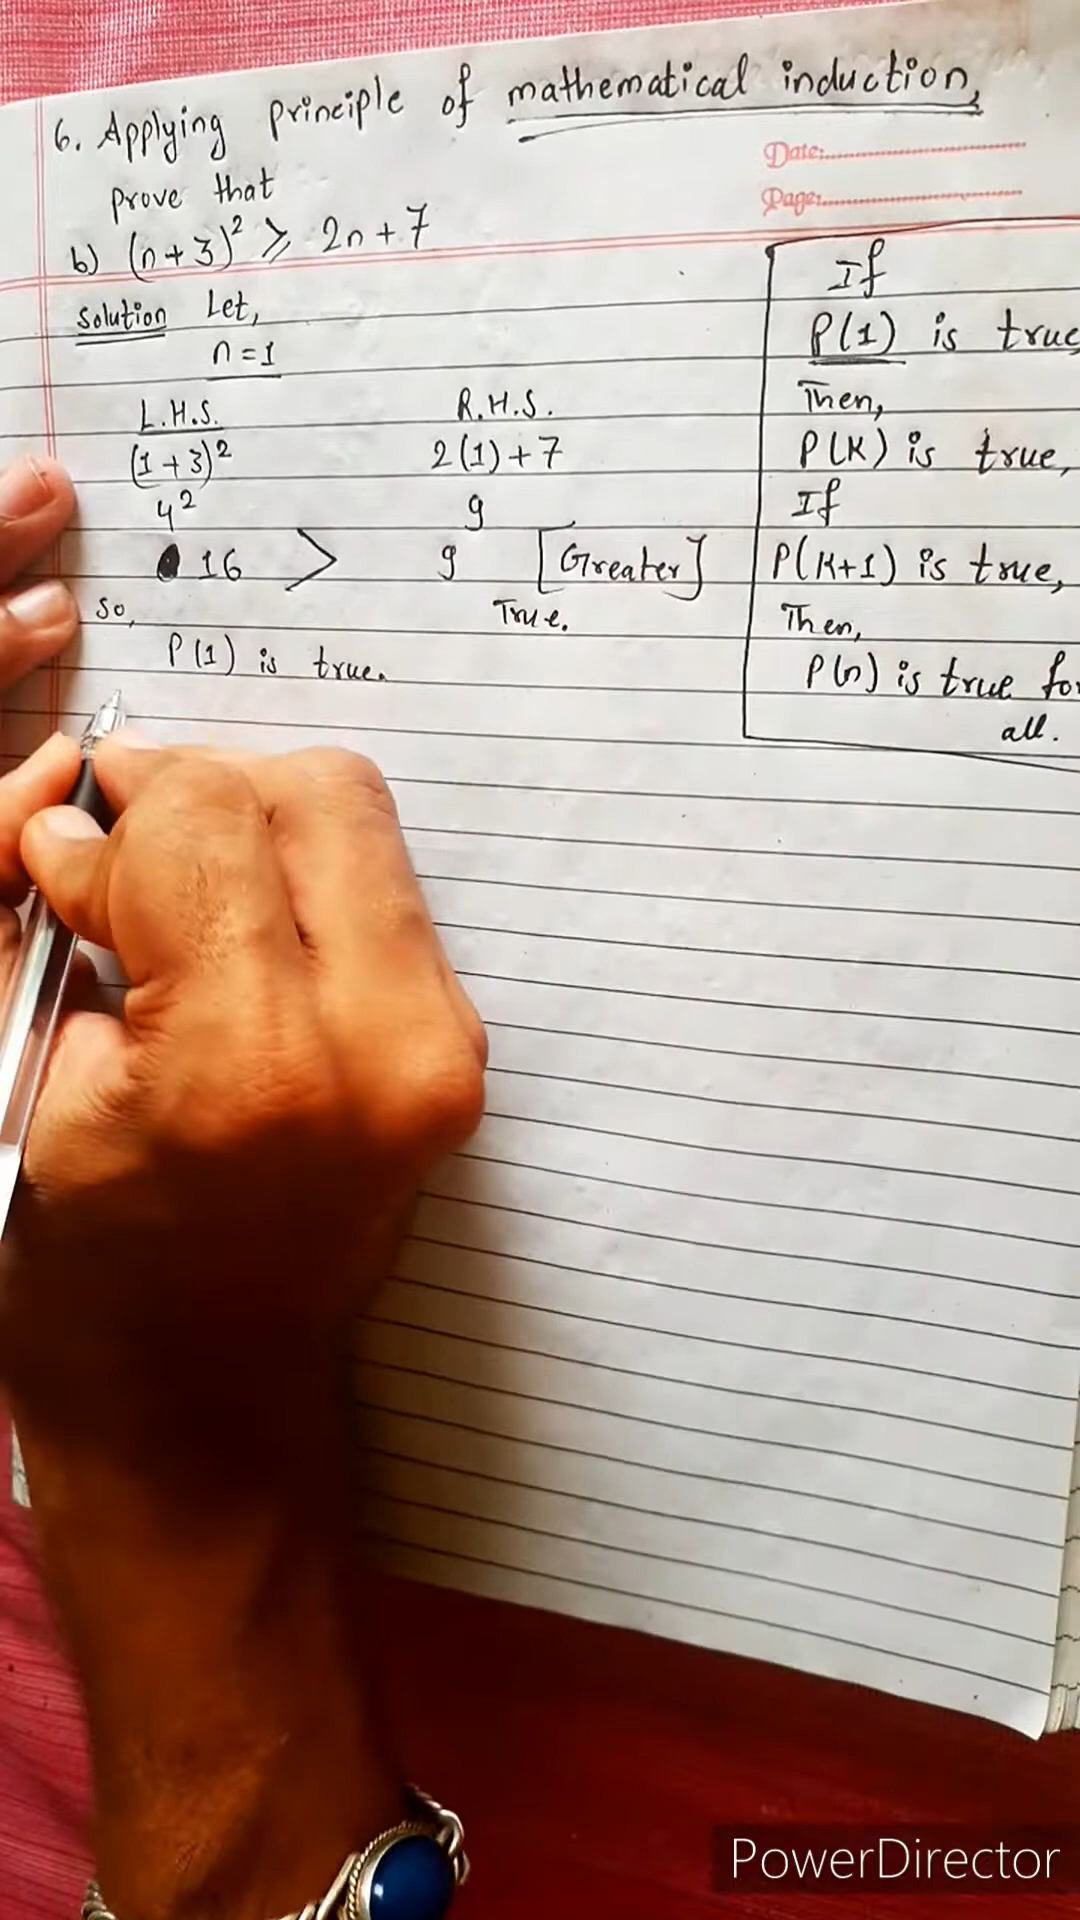 6. Applying principle of mathematical induction,
prove that
Date:
Page:
b) (n+3)² ≥ 2n+7
Solution Let,
n=1
L.H.S. R.H.S.
(1+3)² 2(1)+7
4² 9
16 > 9 [Greater]
So, True.
P(1) is true.
If
P(1) is true,
Then,
P(K) is true,
If
P(K+1) is true,
Then,
P(n) is true for
all.
PowerDirector